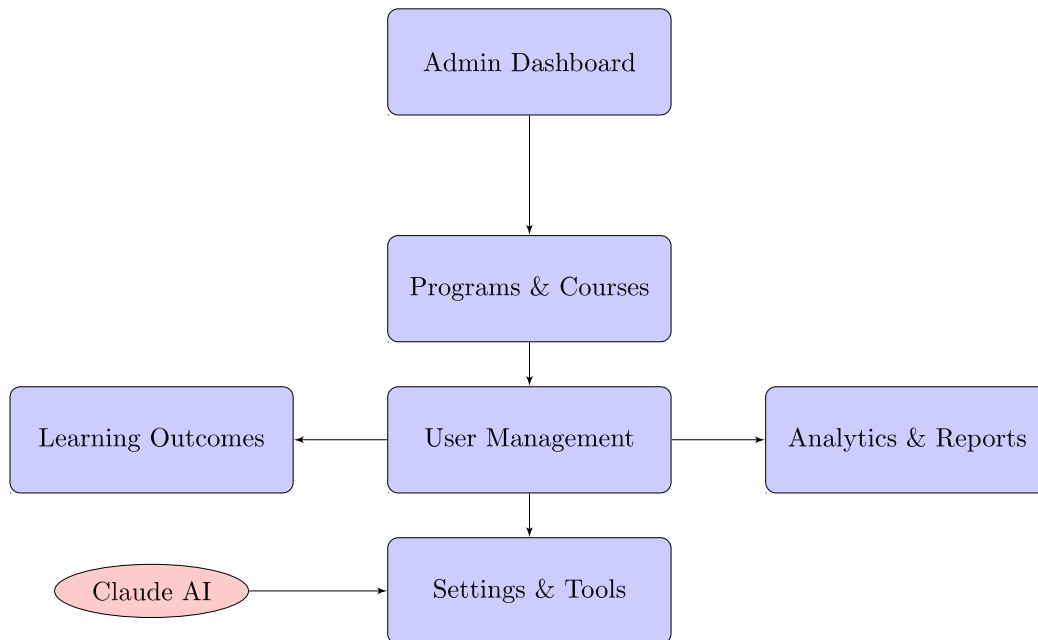 Admin Dashboard
Programs & Courses
Learning Outcomes
User Management
Analytics & Reports
Claude AI
Settings & Tools